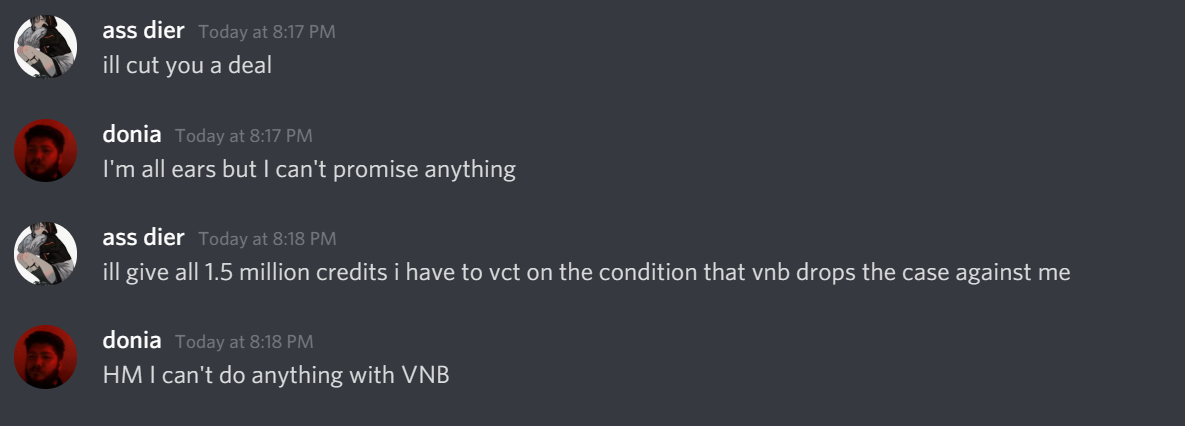 ass dier Today at 8:17 PM
ill cut you a deal
donia Today at 8:17 PM
I'm all ears but I can't promise anything
ass dier Today at 8:18 PM
ill give all 1.5 million credits i have to vct on the condition that vnb drops the case against me
donia Today at 8:18 PM
HM I can't do anything with VNB